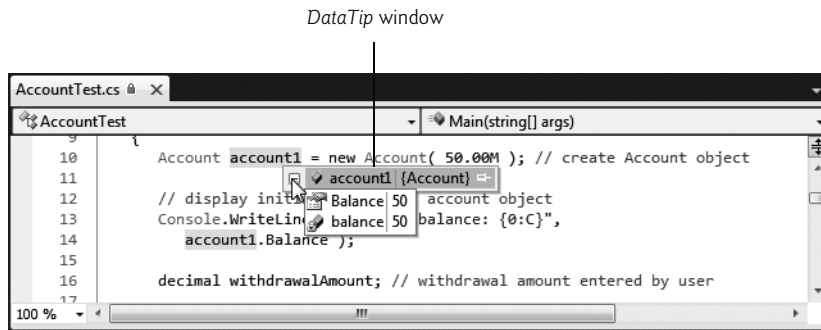 DataTip window
AccountTest.cs
AccountTest
Main(string[] args)
9 {
10 Account account1 = new Account( 50.00M ); // create Account object
11 account1 {Account}
12 // display account object
Balance 50
13 Console.WriteLin balance: {0:C}",
balance 50
14 account1.Balance );
15
16 decimal withdrawalAmount; // withdrawal amount entered by user
17
100 %